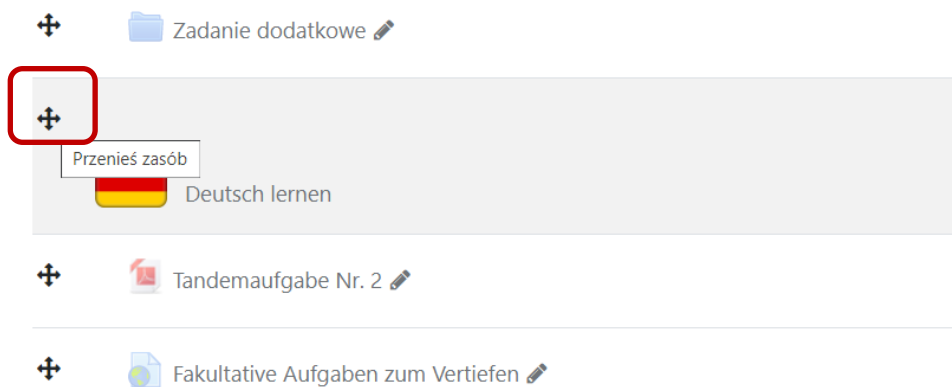 Zadanie dodatkowe
Przenieś zasób
Deutsch lernen
Tandemaufgabe Nr. 2
Fakultative Aufgaben zum Vertiefen